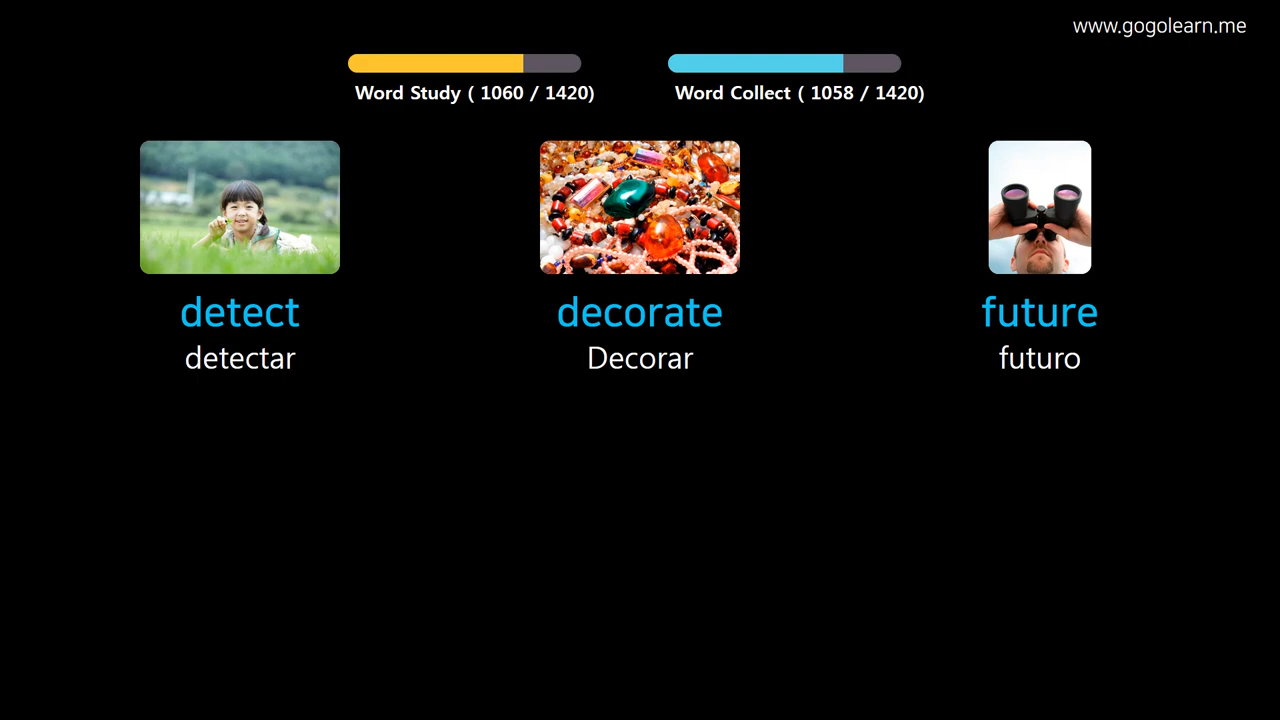 www.gogolearn.me
Word Study ( 1060 / 1420)
Word Collect ( 1058 / 1420)
detect
detectar
decorate
Decorar
future
futuro